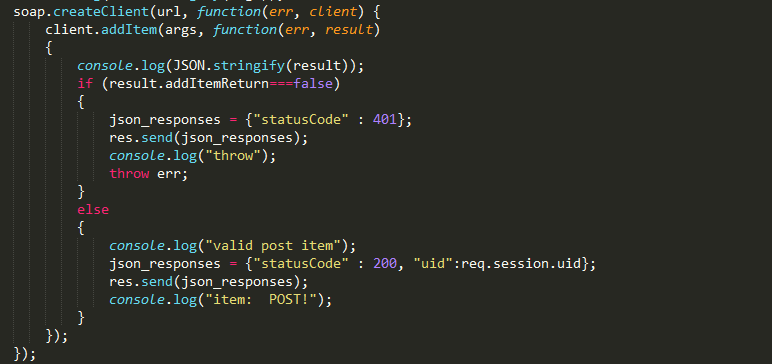 soap.createClient(url, function(err, client) {
    client.addItem(args, function(err, result)
    {
        console.log(JSON.stringify(result));
        if (result.addItemReturn===false)
        {
            json_responses = {"statusCode" : 401};
            res.send(json_responses);
            console.log("throw");
            throw err;
        }
        else
        {
            console.log("valid post item");
            json_responses = {"statusCode" : 200, "uid":req.session.uid};
            res.send(json_responses);
            console.log("item:  POST!");
        }
    });
});